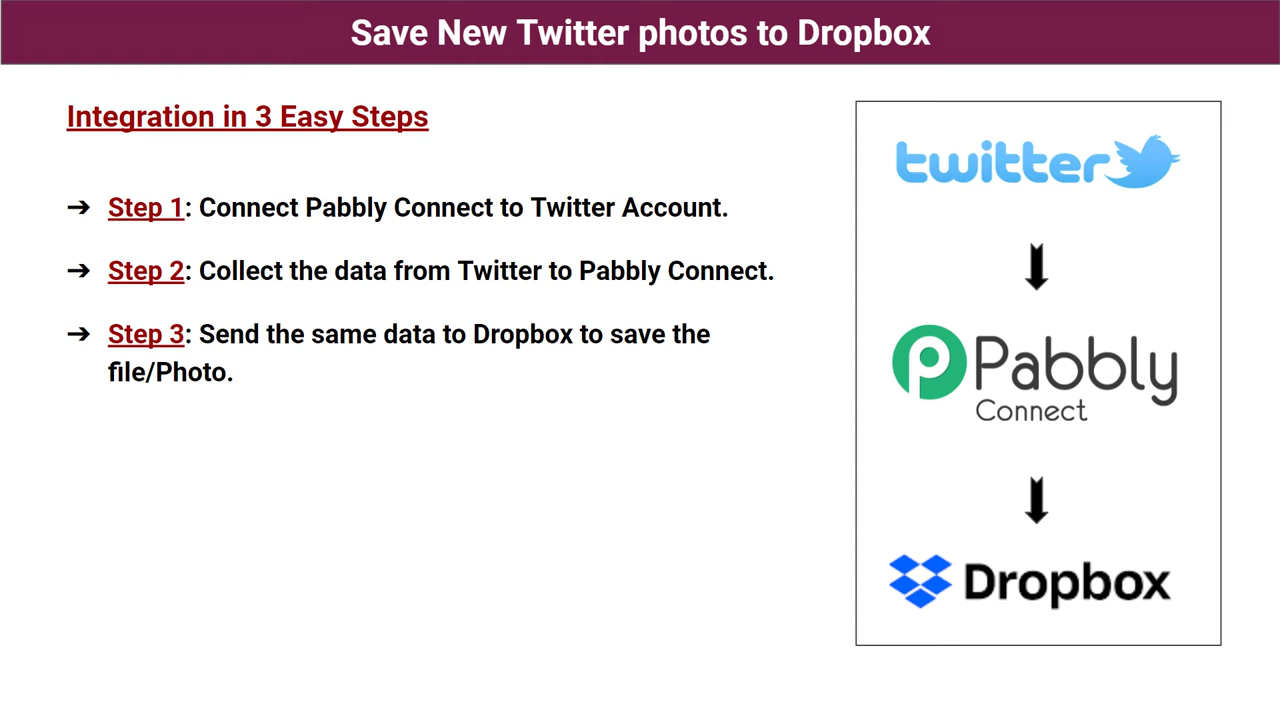 Save New Twitter photos to Dropbox
Integration in 3 Easy Steps
➔ Step 1: Connect Pabbly Connect to Twitter Account.
➔ Step 2: Collect the data from Twitter to Pabbly Connect.
➔ Step 3: Send the same data to Dropbox to save the
file/Photo.
twitter
Pabbly
Connect
Dropbox